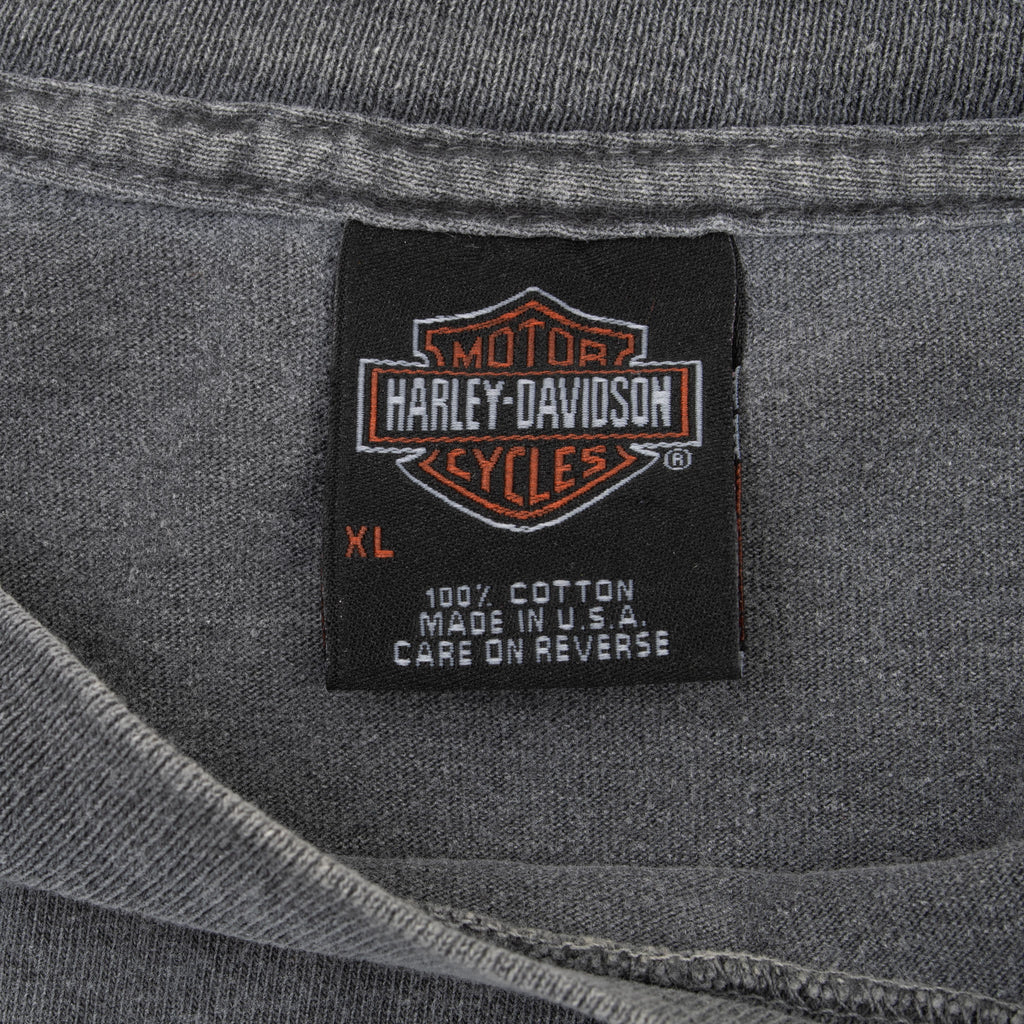 MOTOR
HARLEY-DAVIDSON
CYCLES
®
XL
100% COTTON
MADE IN U.S.A.
CARE ON REVERSE